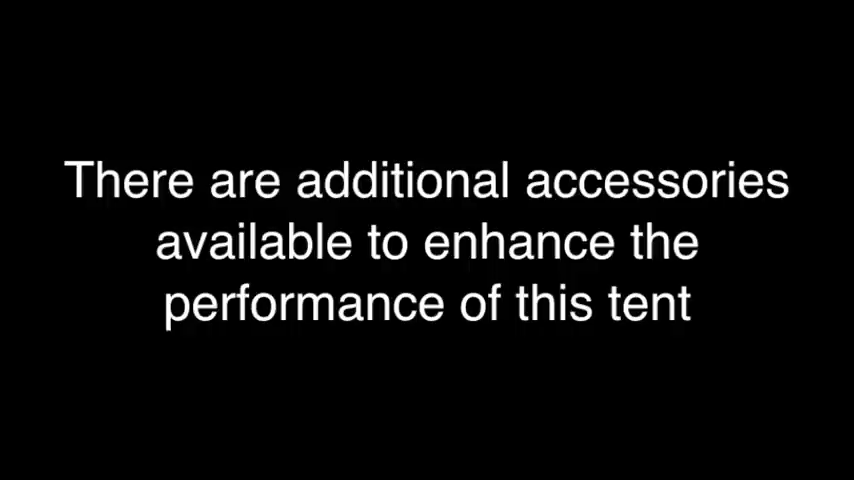 There are additional accessories
available to enhance the
performance of this tent